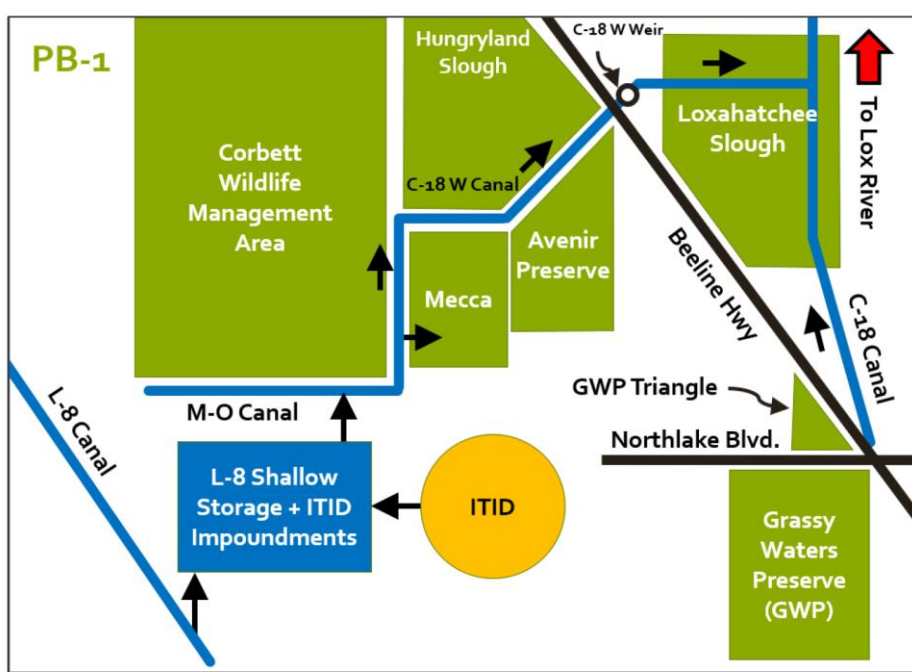 PB-1
Corbett
Wildlife
Management
Area
Hungryland
Slough
C-18 W Weir
Loxahatchee
Slough
To Lox River
C-18 W Canal
Avenir
Preserve
Mecca
Beeline Hwy
C-18 Canal
GWP Triangle
Northlake Blvd.
L-8 Canal
M-O Canal
L-8 Shallow
Storage + ITID
Impoundments
ITID
Grassy
Waters
Preserve
(GWP)